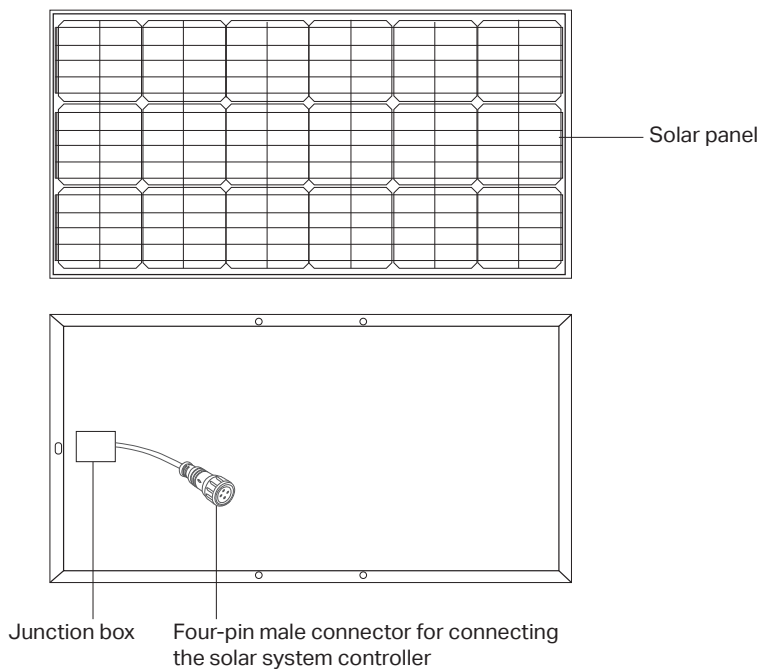 Solar panel
Junction box
Four-pin male connector for connecting
the solar system controller